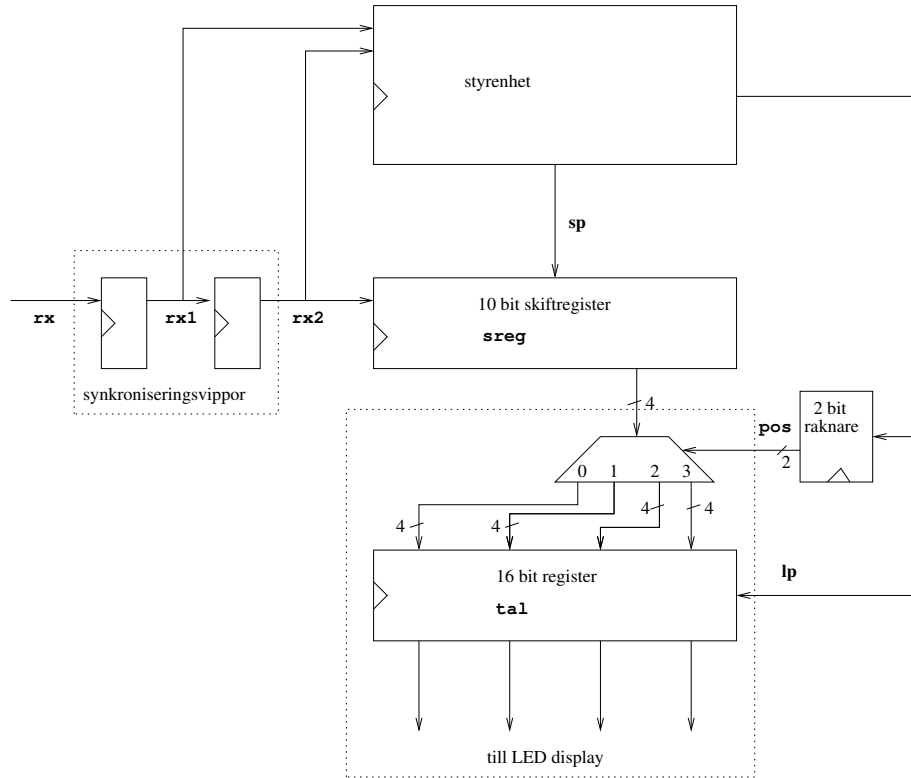 styrenhet
sp
rx
rx1
rx2
10 bit skiftregister
sreg
synkroniseringsvippor
4
pos
2 bit
raknare
2
0 1 2 3
4 4 4 4
16 bit register
tal
lp
till LED display